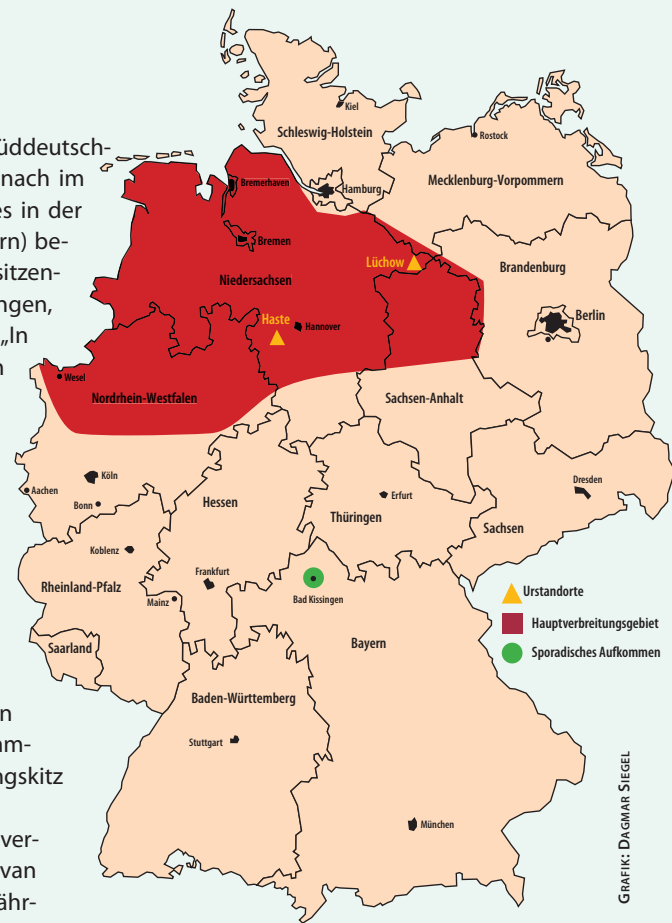 üddeutsch-
nach im
es in der
rn) be-
sitzen-
ngen,
„In
n
n
m-
ngskitz
ver-
van
ähr-
Kiel
Schleswig-Holstein
Rostock
Mecklenburg-Vorpommern
Hamburg
Bremerhaven
Bremen
Lüchow
Niedersachsen
Brandenburg
Berlin
Haste
Hannover
Wesel
Nordrhein-Westfalen
Sachsen-Anhalt
Köln
Aachen
Bonn
Hessen
Erfurt
Thüringen
Dresden
Sachsen
Koblenz
Rheinland-Pfalz
Frankfurt
Mainz
Bad Kissingen
Saarland
Bayern
Baden-Württemberg
Stuttgart
München
Urstandorte
Hauptverbreitungsgebiet
Sporadisches Aufkommen
GRAFIK: DAGMAR SIEGEL